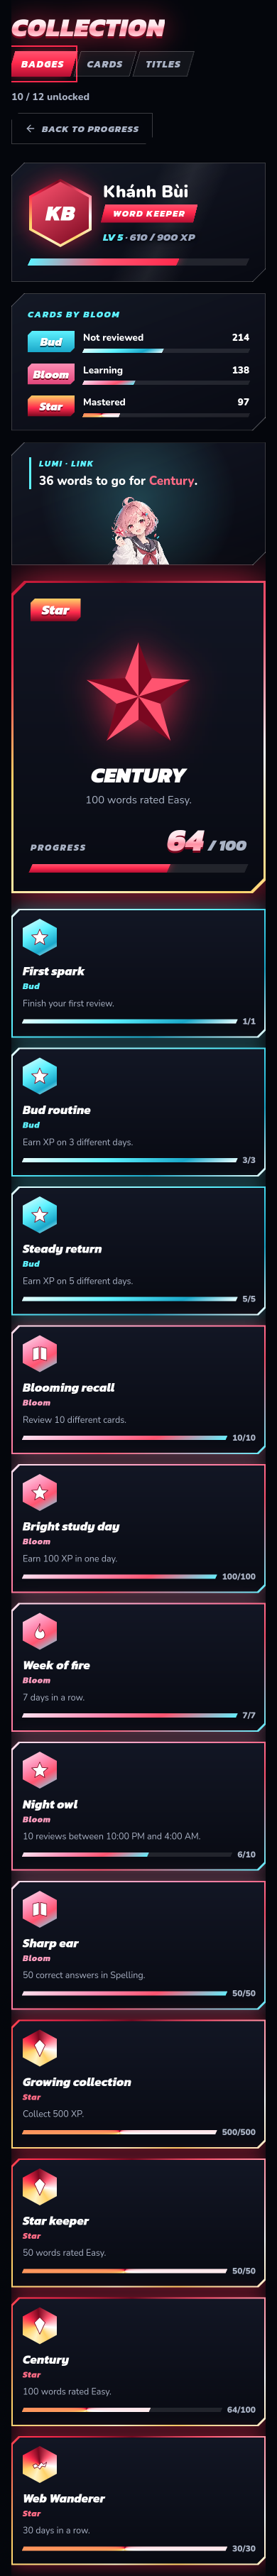 COLLECTION
BADGES
CARDS
TITLES
10 / 12 unlocked
← BACK TO PROGRESS
KB
Khánh Bùi
WORD KEEPER
LV 5 · 610 / 900 XP
CARDS BY BLOOM
Bud
Not reviewed 214
Bloom
Learning 138
Star
Mastered 97
LUMI · LINK
36 words to go for Century.
Star
CENTURY
100 words rated Easy.
PROGRESS 64 / 100
First spark
Bud
Finish your first review.
1/1
Bud routine
Bud
Earn XP on 3 different days.
3/3
Steady return
Bud
Earn XP on 5 different days.
5/5
Blooming recall
Bloom
Review 10 different cards.
10/10
Bright study day
Bloom
Earn 100 XP in one day.
100/100
Week of fire
Bloom
7 days in a row.
7/7
Night owl
Bloom
10 reviews between 10:00 PM and 4:00 AM.
6/10
Sharp ear
Bloom
50 correct answers in Spelling.
50/50
Growing collection
Star
Collect 500 XP.
500/500
Star keeper
Star
50 words rated Easy.
50/50
Century
Star
100 words rated Easy.
64/100
Web Wanderer
Star
30 days in a row.
30/30